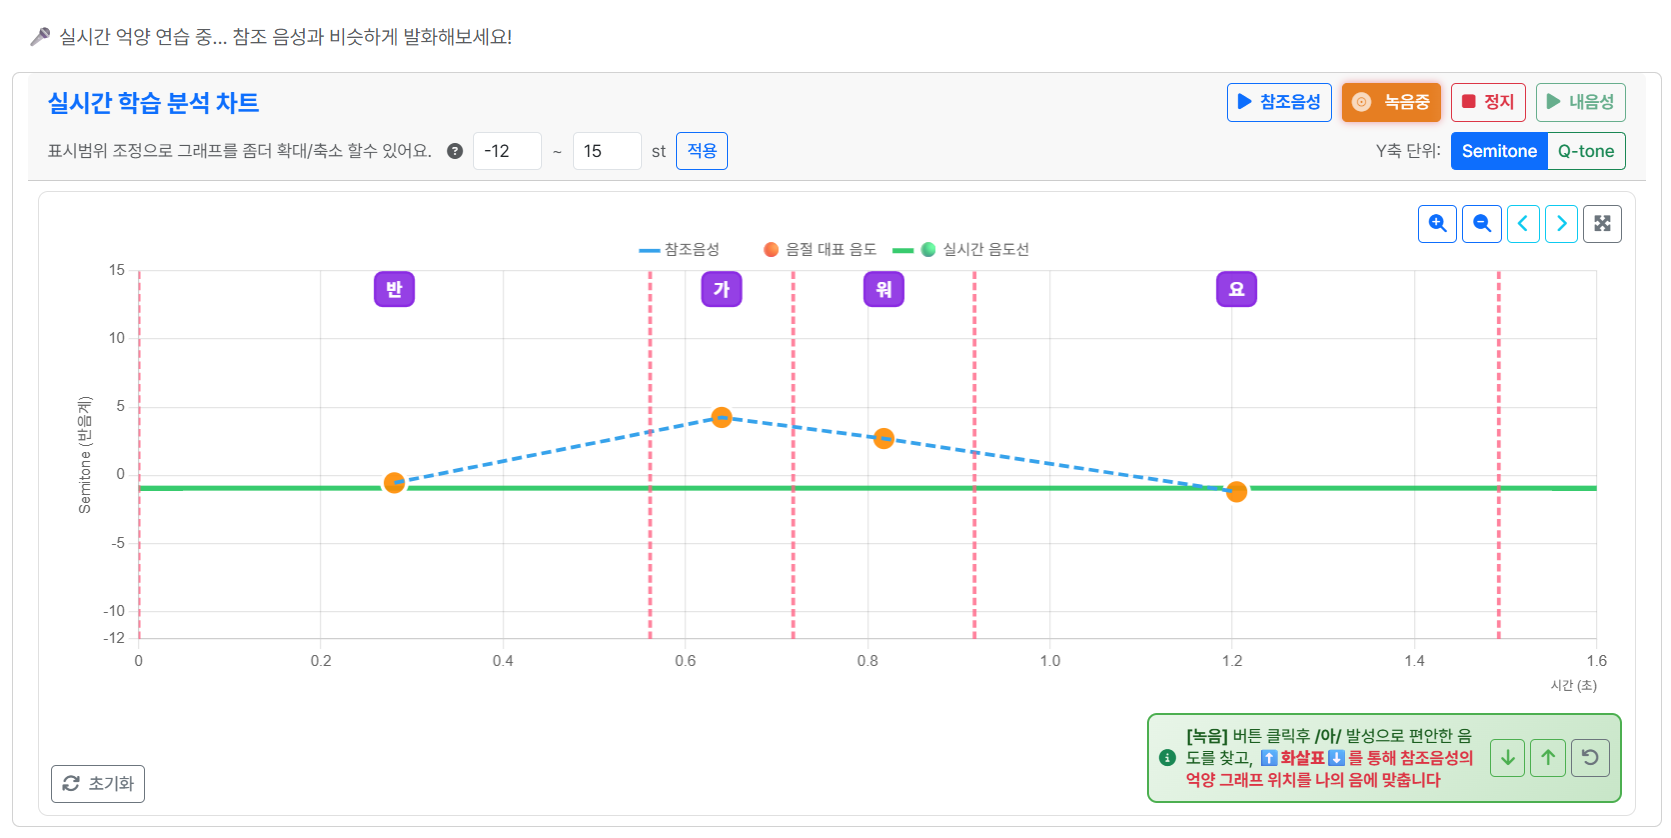 실시간 억양 연습 중... 참조 음성과 비슷하게 발화해보세요!
실시간 학습 분석 차트
참조음성
녹음중
정지
내음성
표시범위 조정으로 그래프를 좀더 확대/축소 할수 있어요. ? -12 ~ 15 st 적용
Y축 단위: Semitone Q-tone
참조음성 음절 대표 음도 실시간 음도선
반 가 워 요
15
10
5
0
-5
-10
-12
Semitone (반음계)
0 0.2 0.4 0.6 0.8 1.0 1.2 1.4 1.6
시간 (초)
[녹음] 버튼 클릭후 /아/ 발성으로 편안한 음
도를 찾고, ⬆️화살표⬇️를 통해 참조음성의
억양 그래프 위치를 나의 음에 맞춥니다
초기화